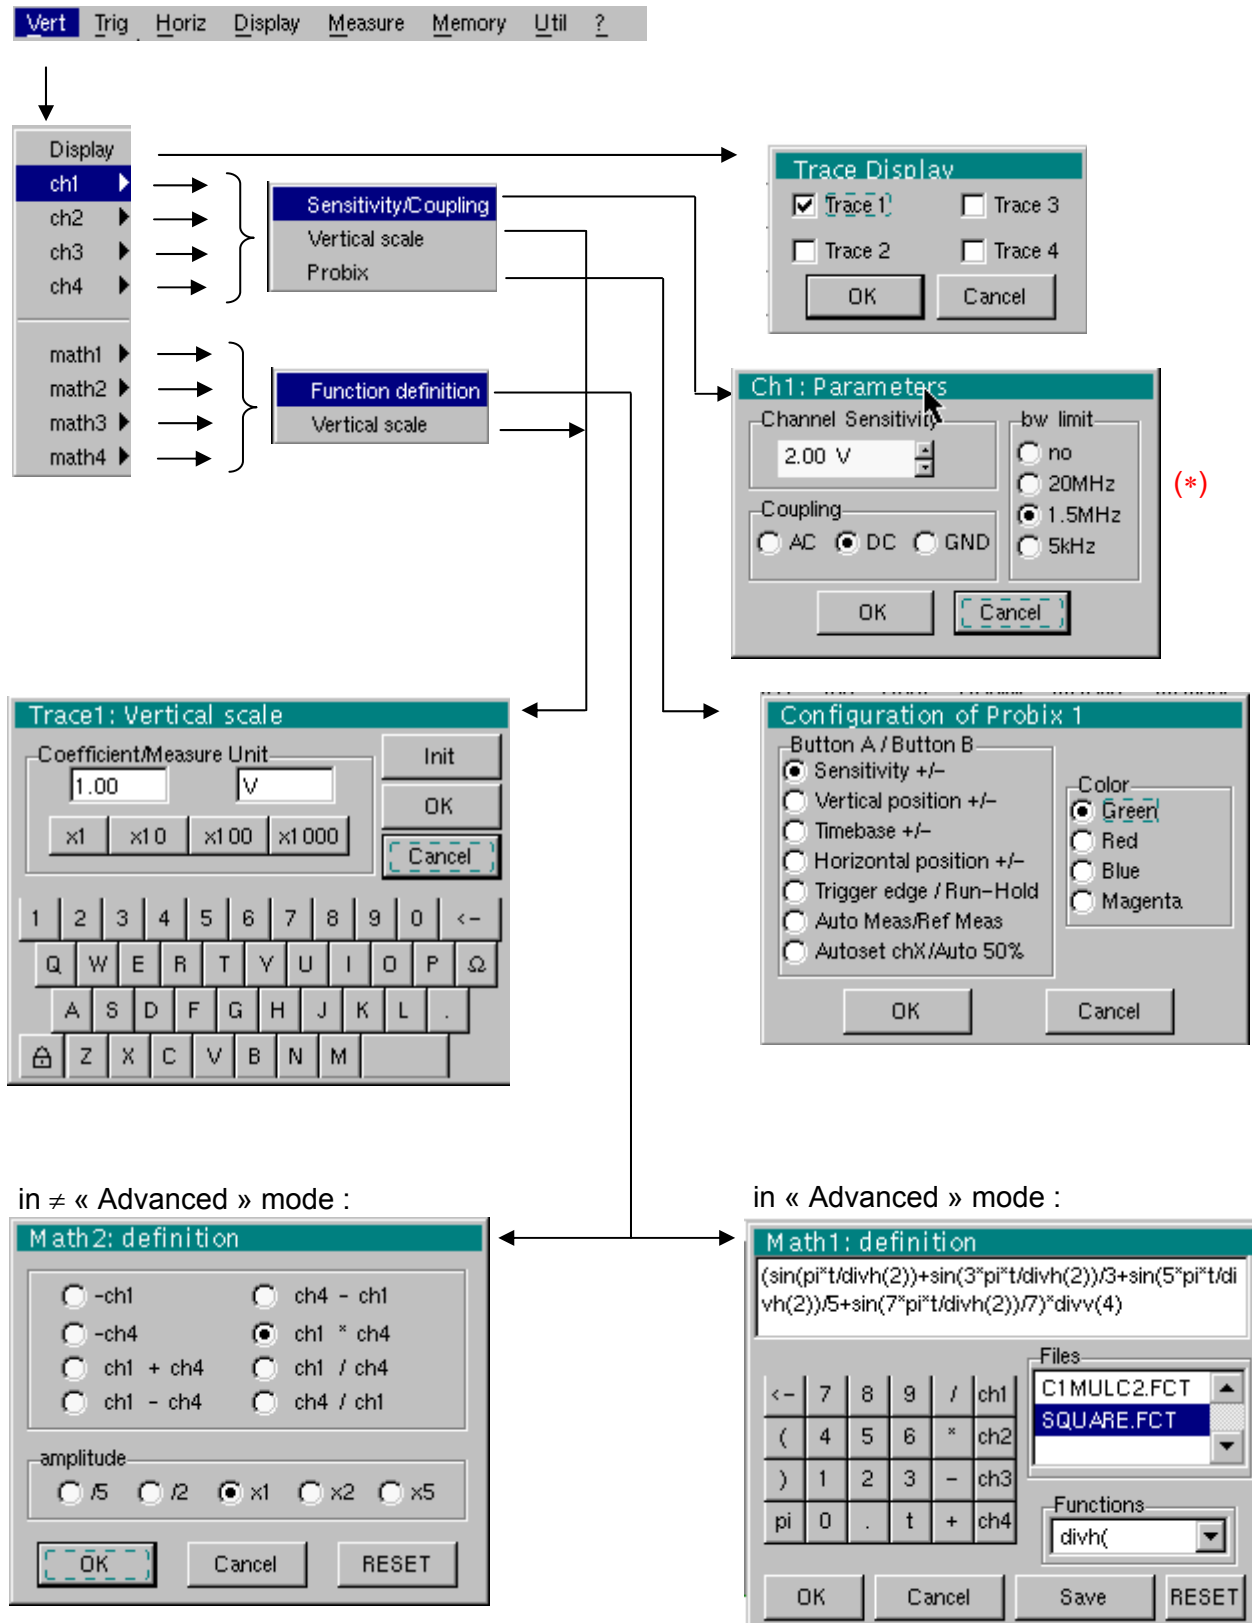 Vert Trig Horiz Display Measure Memory Util ?
Display
ch1
ch2
ch3
ch4
math1
math2
math3
math4
Sensitivity/Coupling
Vertical scale
Probix
Function definition
Vertical scale
Trace Display
Trace 1 Trace 3
Trace 2 Trace 4
OK Cancel
Ch1: Parameters
Channel Sensitivity
2.00 V
Coupling
AC DC GND
bw limit
no
20MHz
1.5MHz
5kHz
OK Cancel
(*)
Trace1: Vertical scale
Coefficient/Measure Unit
1.00 V
x1 x10 x100 x1000
Init
OK
Cancel
1 2 3 4 5 6 7 8 9 0 <-
Q W E R T Y U I O P Ω
A S D F G H J K L .
Z X C V B N M
Configuration of Probix 1
Button A / Button B
Sensitivity +/-
Vertical position +/-
Timebase +/-
Horizontal position +/-
Trigger edge / Run-Hold
Auto Meas/Ref Meas
Autoset chX/Auto 50%
Color
Green
Red
Blue
Magenta
OK Cancel
in ≠ « Advanced » mode :
Math2: definition
-ch1 ch4 - ch1
-ch4 ch1 * ch4
ch1 + ch4 ch1 / ch4
ch1 - ch4 ch4 / ch1
amplitude
/5 /2 x1 x2 x5
OK Cancel RESET
in « Advanced » mode :
Math1: definition
(sin(pi*t/divh(2))+sin(3*pi*t/divh(2))/3+sin(5*pi*t/di
vh(2))/5+sin(7*pi*t/divh(2))/7)*divv(4)
<- 7 8 9 / ch1
( 4 5 6 * ch2
) 1 2 3 - ch3
pi 0 . t + ch4
Files
C1MULC2.FCT
SQUARE.FCT
Functions
divh(
OK Cancel Save RESET